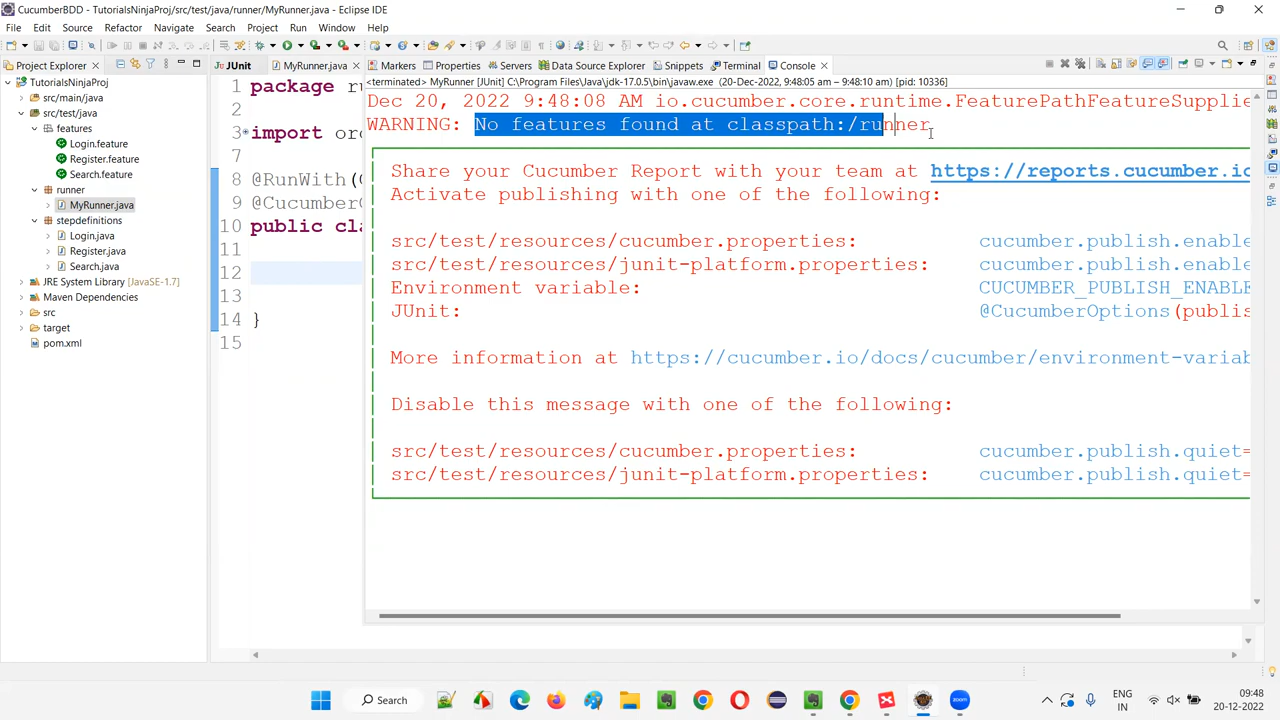 CucumberBDD - TutorialsNinjaProj/src/test/java/runner/MyRunner.java - Eclipse IDE
File Edit Source Refactor Navigate Search Project Run Window Help
Project Explorer
JUnit
MyRunner.java
Markers Properties Servers Data Source Explorer Snippets Terminal Console
<terminated> MyRunner [JUnit] C:\Program Files\Java\jdk-17.0.5\bin\javaw.exe (20-Dec-2022, 9:48:05 AM – 9:48:10 AM) [pid: 10336]
TutorialsNinjaProj
src/main/java
src/test/java
features
Login.feature
Register.feature
Search.feature
runner
MyRunner.java
stepdefinitions
Login.java
Register.java
Search.java
JRE System Library [JavaSE-1.7]
Maven Dependencies
src
target
pom.xml
1 package r
2
3 import or
7
8 @RunWith(
9 @Cucumber
10 public cla
11
12
13
14 }
15
Dec 20, 2022 9:48:08 AM io.cucumber.core.runtime.FeaturePathFeatureSupplie
WARNING: No features found at classpath:/runner
Share your Cucumber Report with your team at https://reports.cucumber.io
Activate publishing with one of the following:
src/test/resources/cucumber.properties: cucumber.publish.enable
src/test/resources/junit-platform.properties: cucumber.publish.enable
Environment variable: CUCUMBER_PUBLISH_ENABLE
JUnit: @CucumberOptions(publis
More information at https://cucumber.io/docs/cucumber/environment-variab
Disable this message with one of the following:
src/test/resources/cucumber.properties: cucumber.publish.quiet=
src/test/resources/junit-platform.properties: cucumber.publish.quiet=
Search
ENG
IN
09:48
20-12-2022